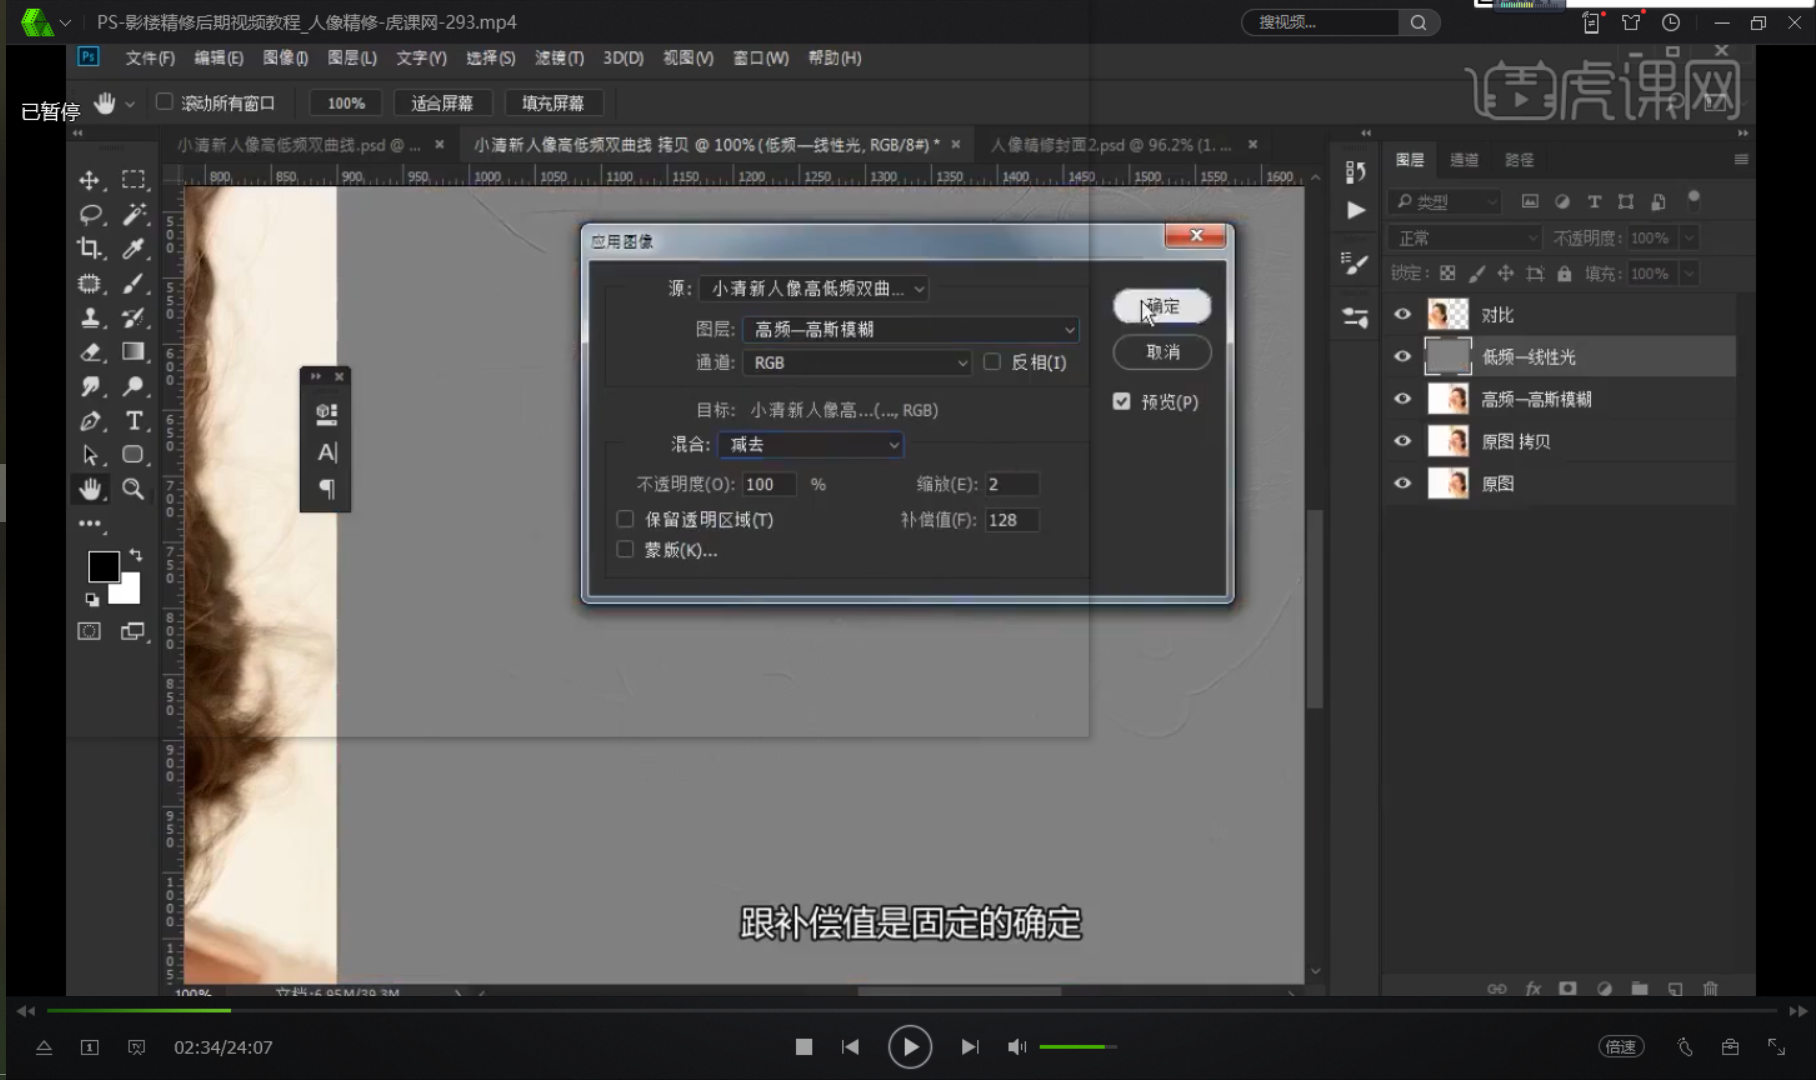 PS-影楼精修后期视频教程_人像精修-虎课网-293.mp4
搜视频...
已暂停
Ps 文件(F) 编辑(E) 图像(I) 图层(L) 文字(Y) 选择(S) 滤镜(T) 3D(D) 视图(V) 窗口(W) 帮助(H)
虎课网
滚动所有窗口 100% 适合屏幕 填充屏幕
小清新人像高低频双曲线.psd @ ... × 小清新人像高低频双曲线 拷贝 @ 100% (低频—线性光, RGB/8#) * × 人像精修封面2.psd @ 96.2% (1. ... ×
800 850 900 950 1000 1050 1100 1150 1200 1250 1300 1350 1400 1450 1500 1550 1600
图层 通道 路径
类型
正常 不透明度: 100%
锁定: 填充: 100%
对比
低频—线性光
高频—高斯模糊
原图 拷贝
原图
应用图像
源: 小清新人像高低频双曲...
图层: 高频—高斯模糊
通道: RGB 反相(I)
目标: 小清新人像高...(..., RGB)
混合: 减去
不透明度(O): 100 % 缩放(E): 2
保留透明区域(T) 补偿值(F): 128
蒙版(K)...
确定
取消
预览(P)
跟补偿值是固定的确定
100% 文档:6.95M/39.3M
02:34/24:07
倍速